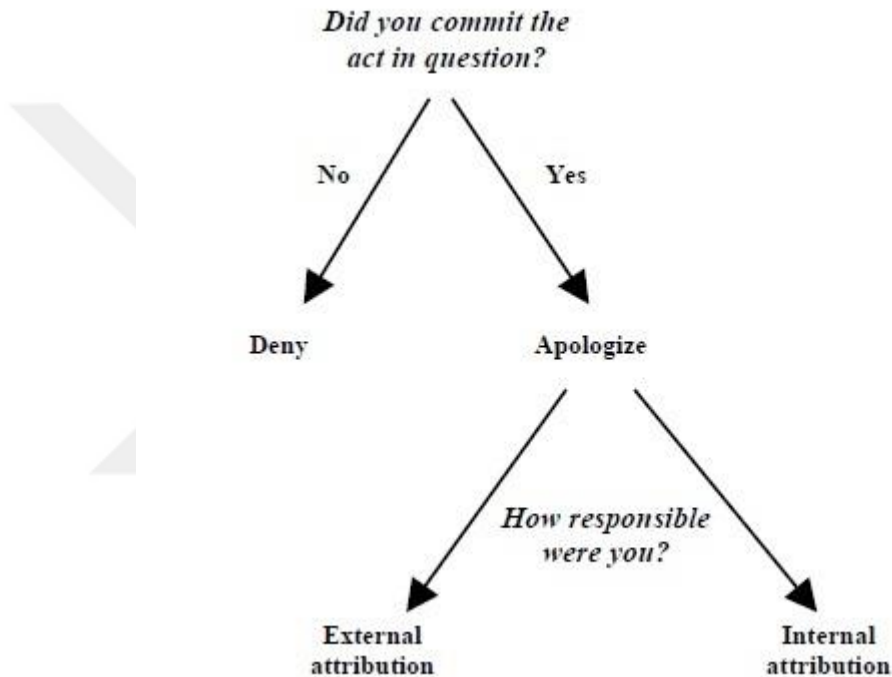 Did you commit the
act in question?
No
Yes
Deny
Apologize
How responsible
were you?
External
attribution
Internal
attribution